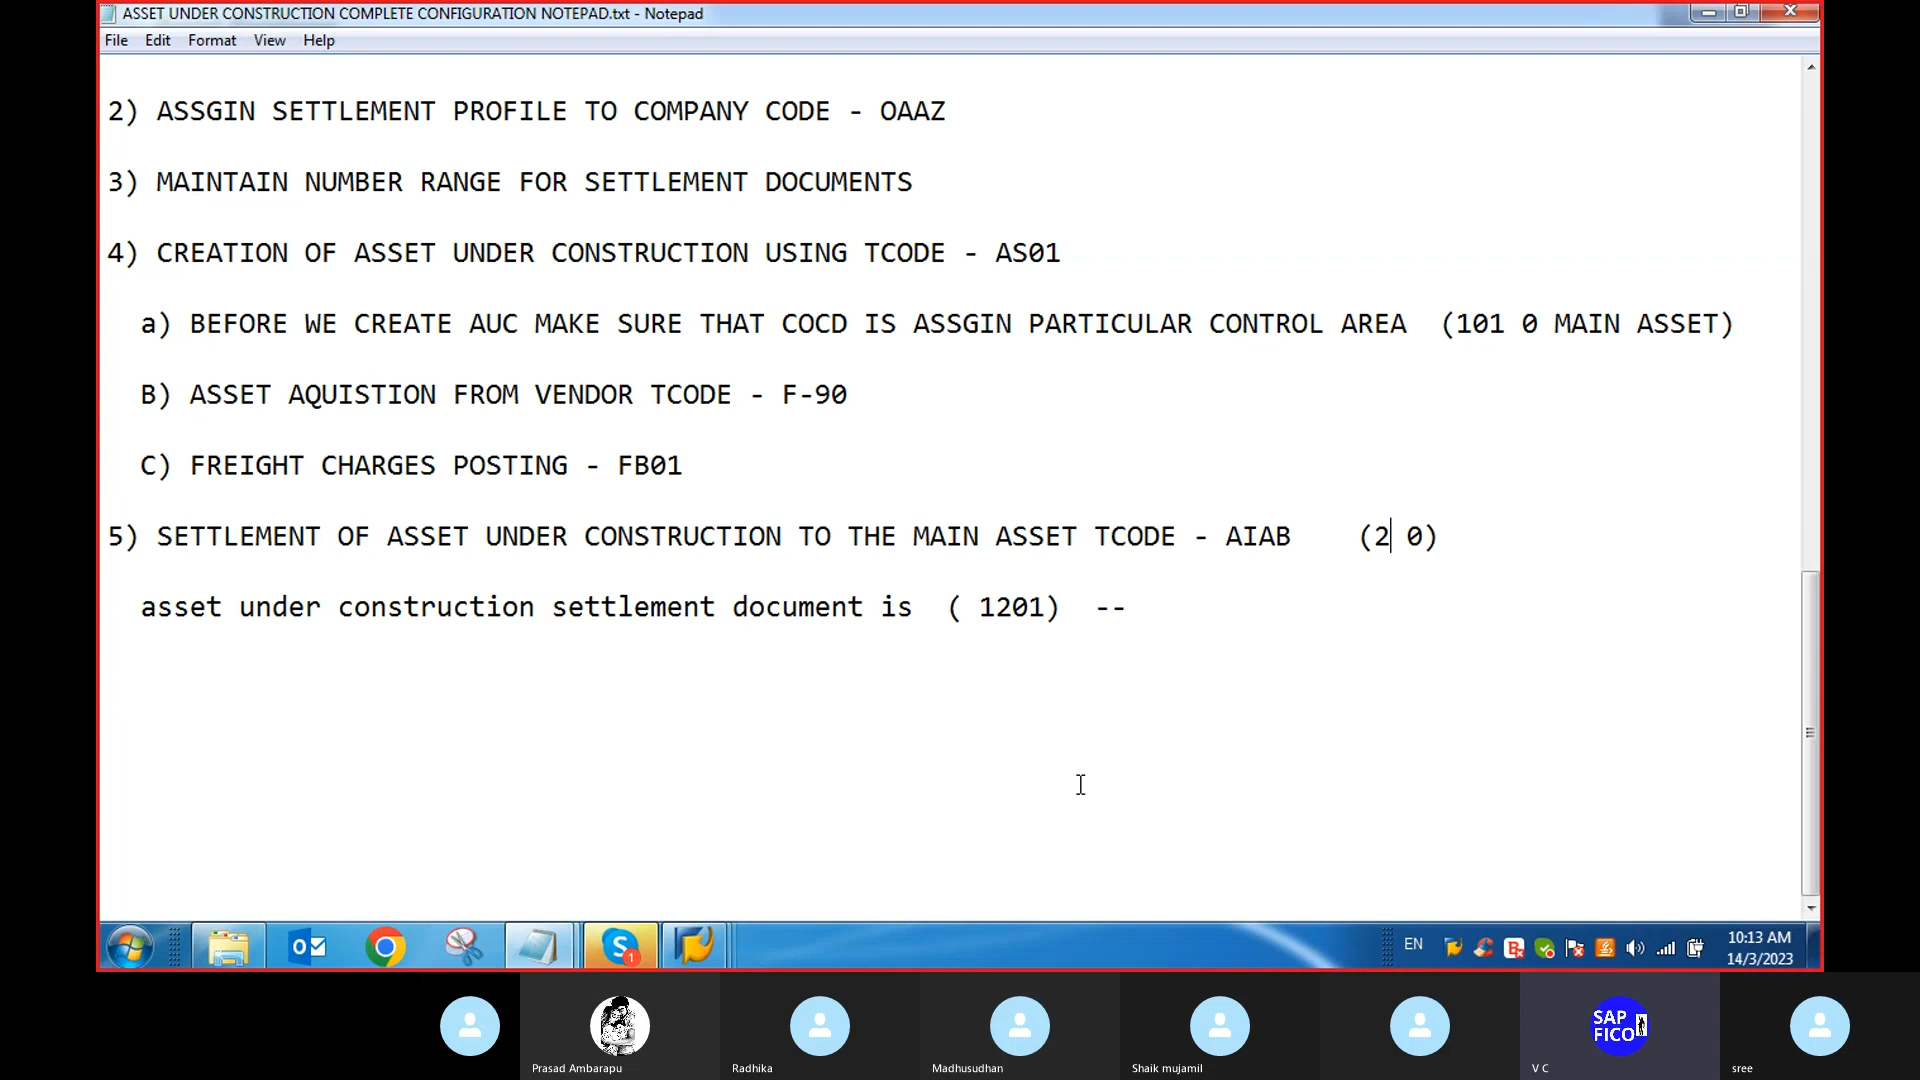 ASSET UNDER CONSTRUCTION COMPLETE CONFIGURATION NOTEPAD.txt - Notepad
File Edit Format View Help
2) ASSGIN SETTLEMENT PROFILE TO COMPANY CODE - OAAZ
3) MAINTAIN NUMBER RANGE FOR SETTLEMENT DOCUMENTS
4) CREATION OF ASSET UNDER CONSTRUCTION USING TCODE - AS01
a) BEFORE WE CREATE AUC MAKE SURE THAT COCD IS ASSGIN PARTICULAR CONTROL AREA (101 0 MAIN ASSET)
B) ASSET AQUISTION FROM VENDOR TCODE - F-90
C) FREIGHT CHARGES POSTING - FB01
5) SETTLEMENT OF ASSET UNDER CONSTRUCTION TO THE MAIN ASSET TCODE - AIAB (2 0)
asset under construction settlement document is ( 1201) --
EN
10:13 AM
14/3/2023
SAP
FICO
Prasad Ambarapu Radhika Madhusudhan Shaik mujamil V C sree